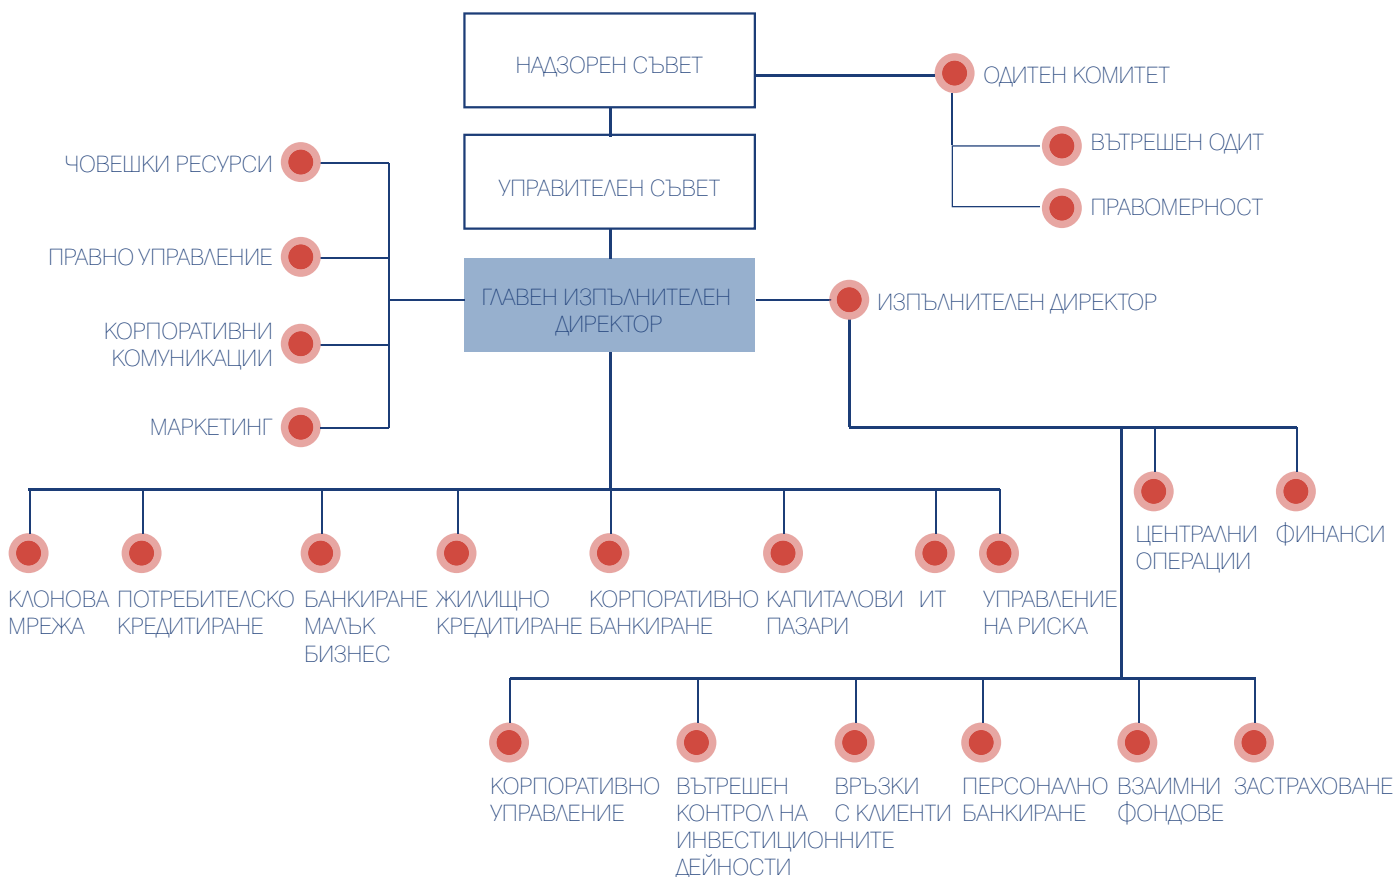 НАДЗОРЕН СЪВЕТ
ОДИТЕН КОМИТЕТ
ВЪТРЕШЕН ОДИТ
ПРАВОМЕРНОСТ
УПРАВИТЕЛЕН СЪВЕТ
ЧОВЕШКИ РЕСУРСИ
ПРАВНО УПРАВЛЕНИЕ
КОРПОРАТИВНИ
КОМУНИКАЦИИ
МАРКЕТИНГ
ГЛАВЕН ИЗПЪЛНИТЕЛЕН
ДИРЕКТОР
ИЗПЪЛНИТЕЛЕН ДИРЕКТОР
ЦЕНТРАЛНИ
ОПЕРАЦИИ
ФИНАНСИ
КЛОНОВА
МРЕЖА
ПОТРЕБИТЕЛСКО
КРЕДИТИРАНЕ
БАНКИРАНЕ
МАЛЪК
БИЗНЕС
ЖИЛИЩНО
КРЕДИТИРАНЕ
КОРПОРАТИВНО
БАНКИРАНЕ
КАПИТАЛОВИ
ПАЗАРИ
ИТ
УПРАВЛЕНИЕ
НА РИСКА
КОРПОРАТИВНО
УПРАВЛЕНИЕ
ВЪТРЕШЕН
КОНТРОЛ НА
ИНВЕСТИЦИОННИТЕ
ДЕЙНОСТИ
ВРЪЗКИ
С КЛИЕНТИ
ПЕРСОНАЛНО
БАНКИРАНЕ
ВЗАИМНИ
ФОНДОВЕ
ЗАСТРАХОВАНЕ